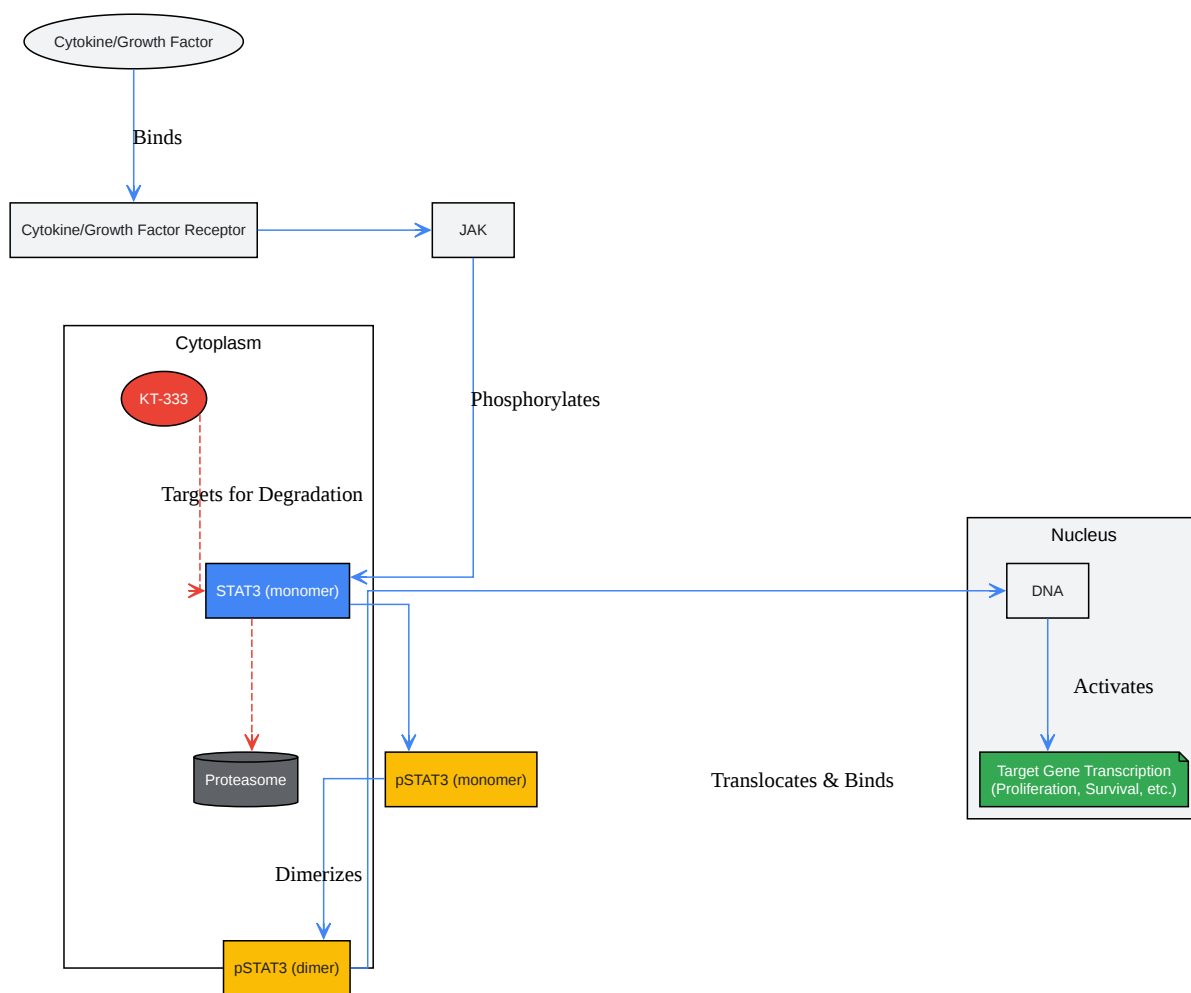 Cytokine/Growth Factor
Binds
Cytokine/Growth Factor Receptor
JAK
Cytoplasm
KT-333
Phosphorylates
Targets for Degradation
Nucleus
STAT3 (monomer)
DNA
Activates
Proteasome
pSTAT3 (monomer)
Translocates & Binds
Target Gene Transcription
(Proliferation, Survival, etc.)
Dimerizes
pSTAT3 (dimer)